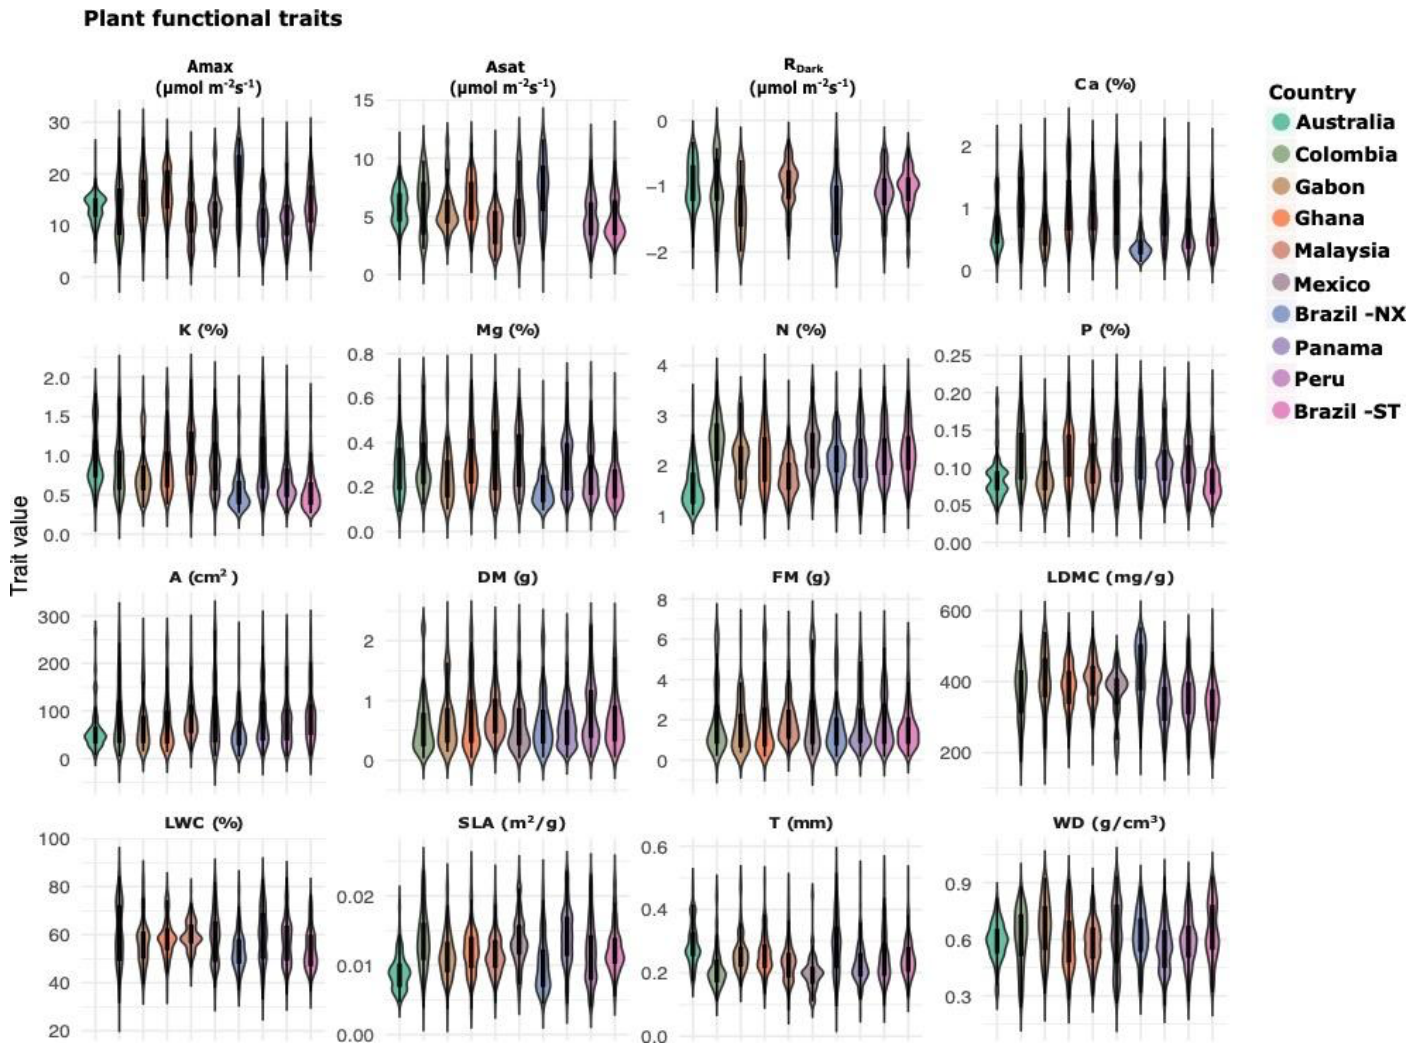 Plant functional traits
Amax
(µmol m⁻²s⁻¹)
Asat
(µmol m⁻²s⁻¹)
R_Dark
(µmol m⁻²s⁻¹)
Ca (%)
30
20
10
0
15
10
5
0
0
−1
−2
2
1
0
Country
Australia
Colombia
Gabon
Ghana
Malaysia
Mexico
Brazil -NX
Panama
Peru
Brazil -ST
K (%)
Mg (%)
N (%)
P (%)
2.0
1.5
1.0
0.5
0.0
0.8
0.6
0.4
0.2
0.0
4
3
2
1
0.25
0.20
0.15
0.10
0.05
0.00
Trait value
A (cm²)
DM (g)
FM (g)
LDMC (mg/g)
300
200
100
0
2
1
0
8
6
4
2
0
600
400
200
LWC (%)
SLA (m²/g)
T (mm)
WD (g/cm³)
100
80
60
40
20
0.02
0.01
0.00
0.6
0.4
0.2
0.0
0.9
0.6
0.3